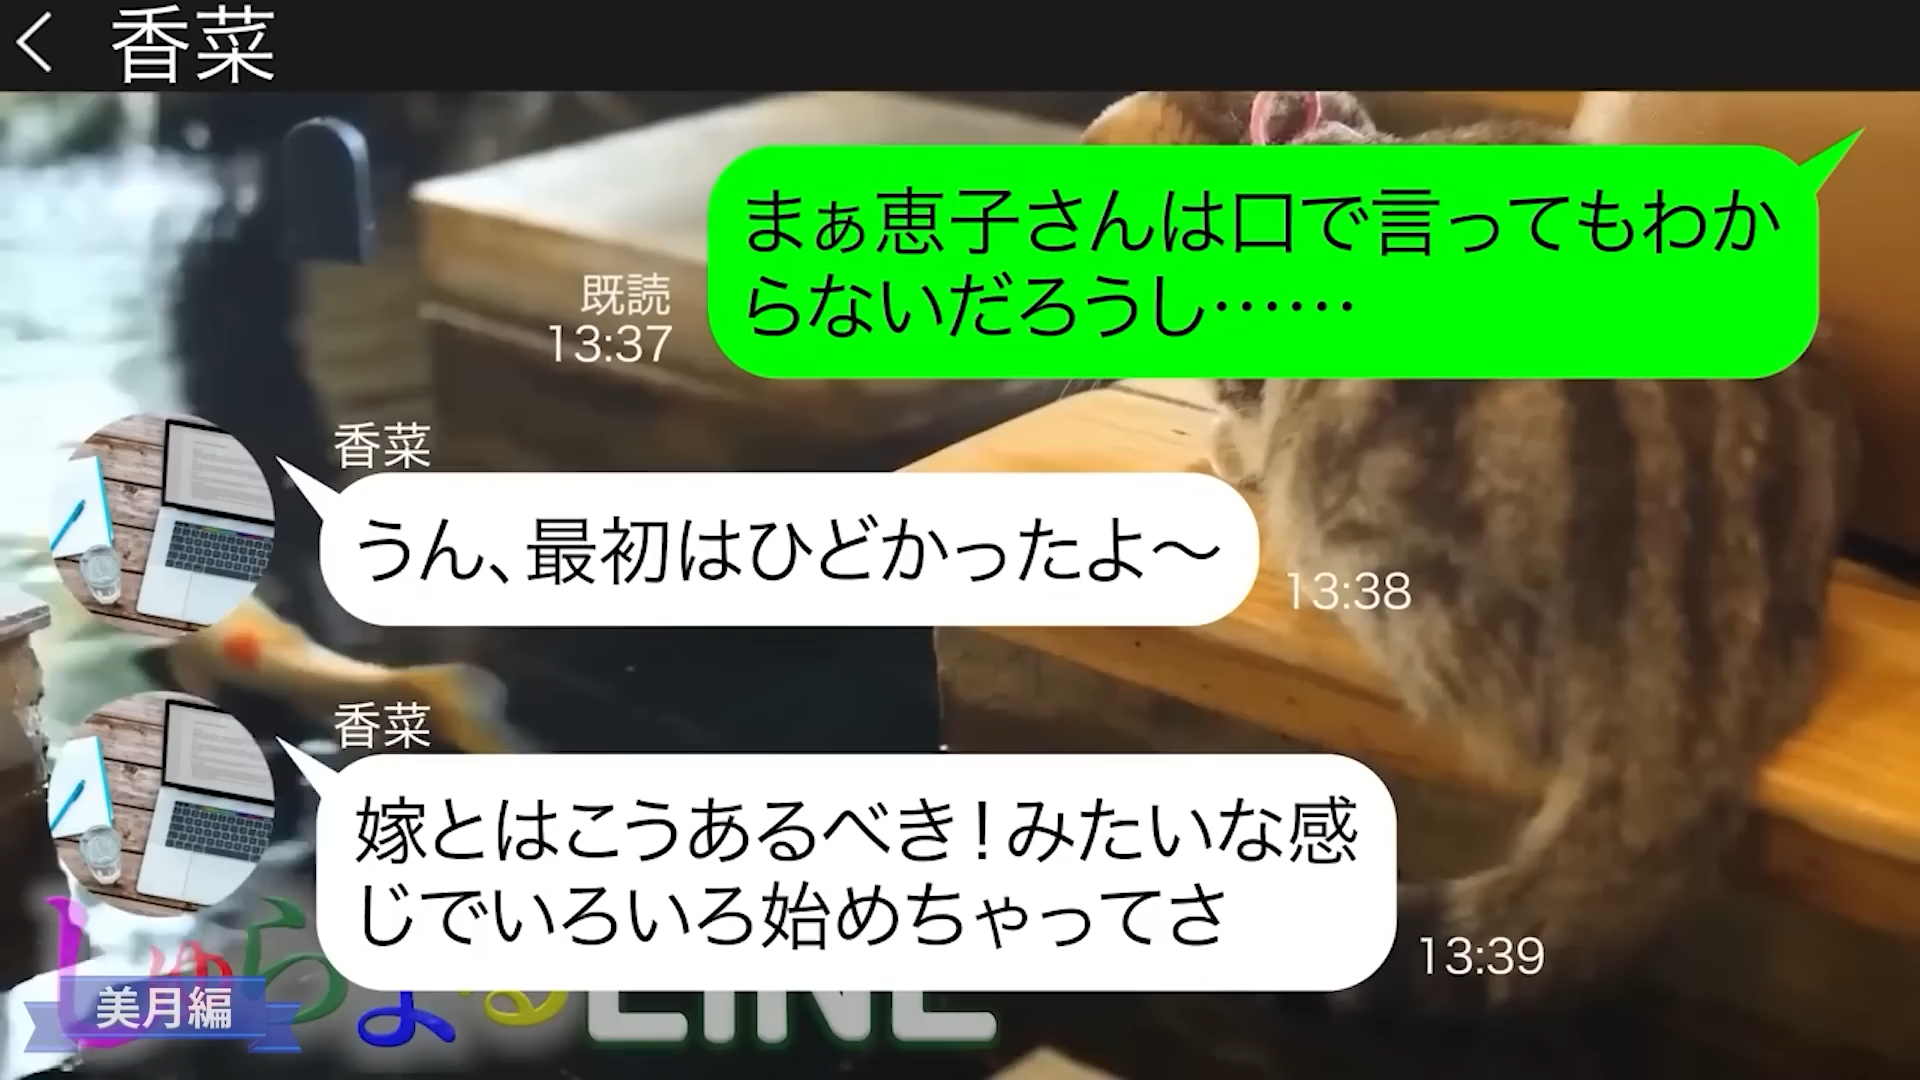 香菜
まぁ恵子さんは口で言ってもわか
らないだろうし……
既読
13:37
香菜
うん、最初はひどかったよ～
13:38
香菜
嫁とはこうあるべき！みたいな感
じでいろいろ始めちゃってさ
13:39
美月編
LINE